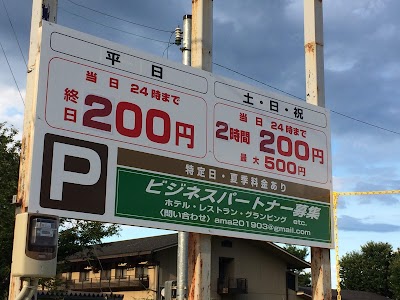 平日
当日24時まで
終日 200円
土・日・祝
当日 24時まで
2時間 200円
最大 500円
P
特定日・夏季料金あり
ビジネスパートナー募集
ホテル・レストラン・グランピング etc.
《問い合わせ》ema201903@gmail.com
ema